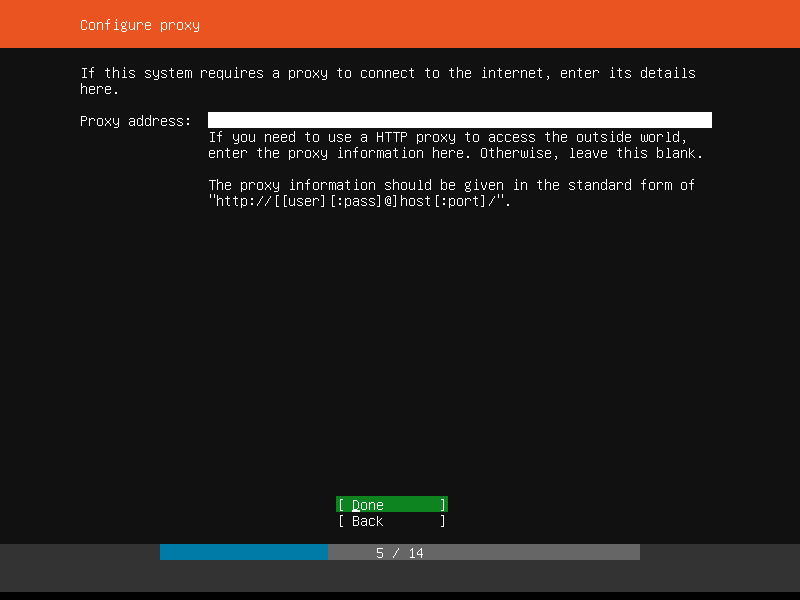 Configure proxy
If this system requires a proxy to connect to the internet, enter its details
here.
Proxy address:
If you need to use a HTTP proxy to access the outside world,
enter the proxy information here. Otherwise, leave this blank.
The proxy information should be given in the standard form of
"http://[[user][:pass]@]host[:port]/".
[ Done ]
[ Back ]
5 / 14